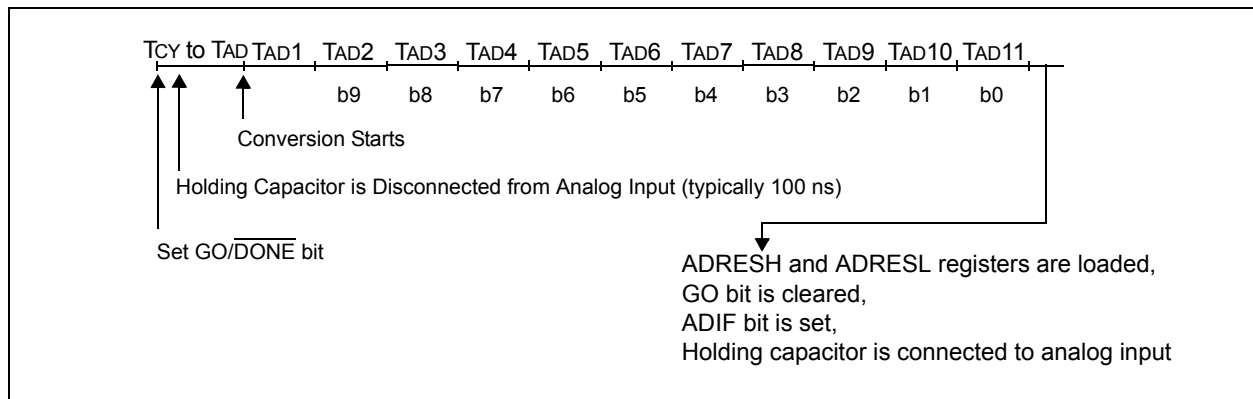 TCY to TAD TAD1 TAD2 TAD3 TAD4 TAD5 TAD6 TAD7 TAD8 TAD9 TAD10 TAD11
b9 b8 b7 b6 b5 b4 b3 b2 b1 b0
Conversion Starts
Holding Capacitor is Disconnected from Analog Input (typically 100 ns)
Set GO/DONE bit
ADRESH and ADRESL registers are loaded,
GO bit is cleared,
ADIF bit is set,
Holding capacitor is connected to analog input